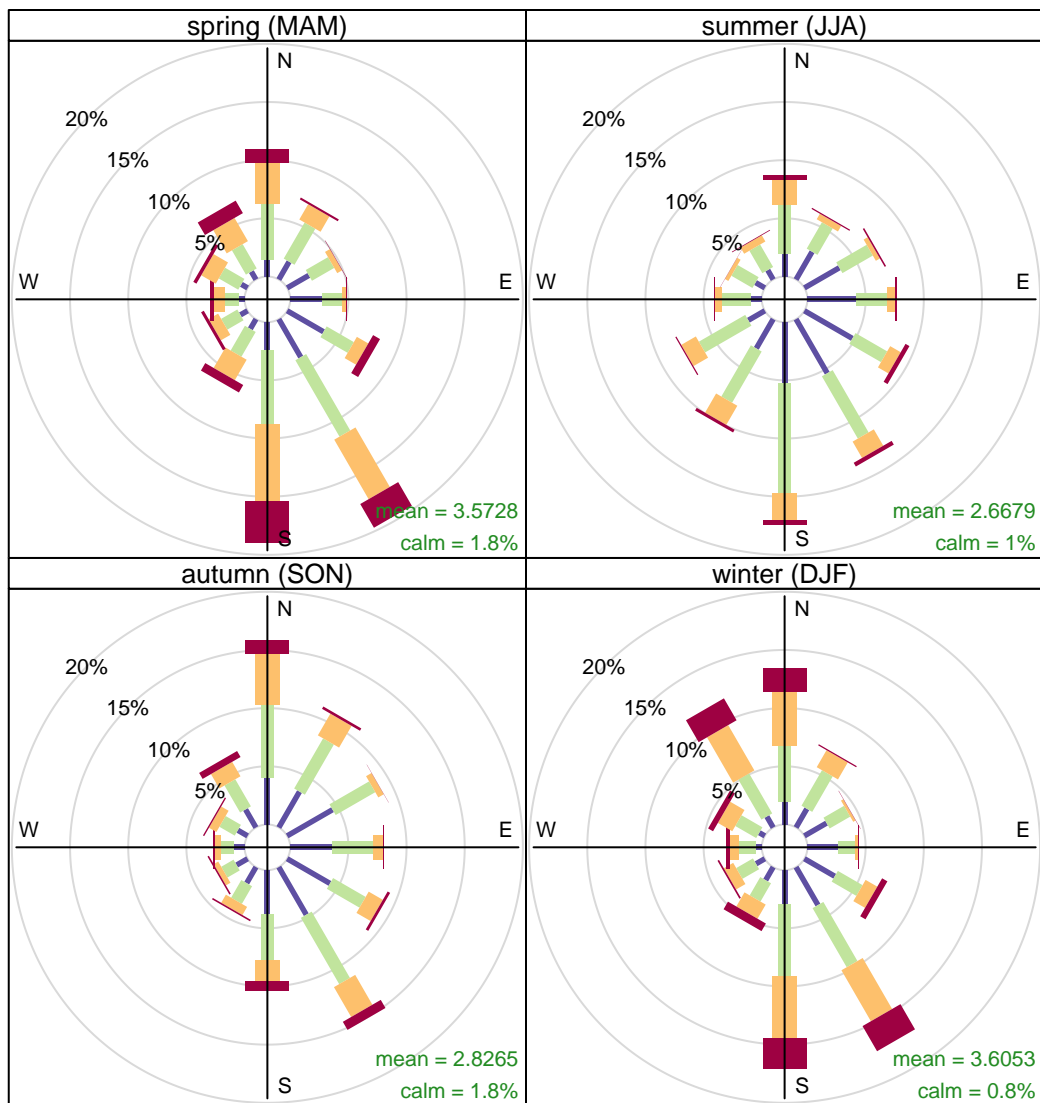 spring (MAM)
N
20%
15%
10%
5%
W
E
mean = 3.5728
S
calm = 1.8%
summer (JJA)
N
20%
15%
10%
5%
W
E
mean = 2.6679
S
calm = 1%
autumn (SON)
N
20%
15%
10%
5%
W
E
mean = 2.8265
S
calm = 1.8%
winter (DJF)
N
20%
15%
10%
5%
W
E
mean = 3.6053
S
calm = 0.8%